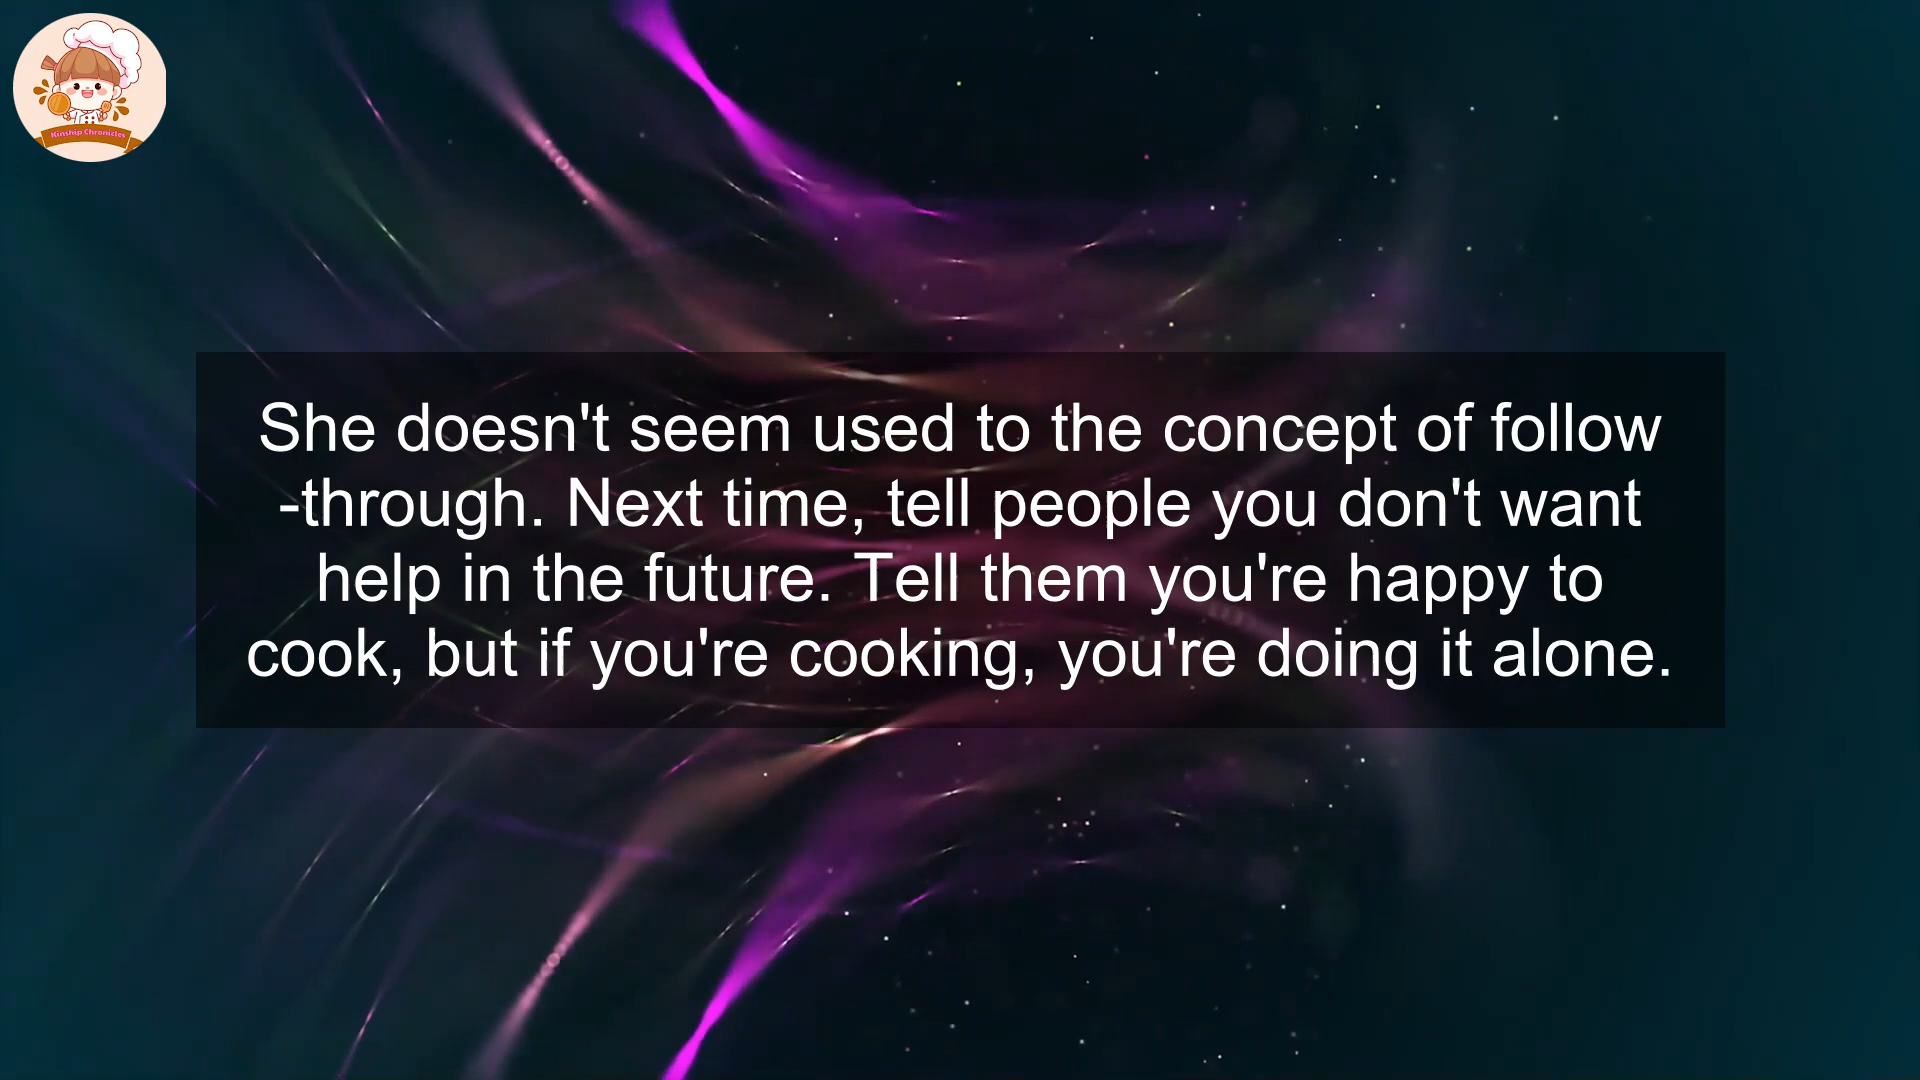 Kinship Chronicles
She doesn't seem used to the concept of follow
-through. Next time, tell people you don't want
help in the future. Tell them you're happy to
cook, but if you're cooking, you're doing it alone.